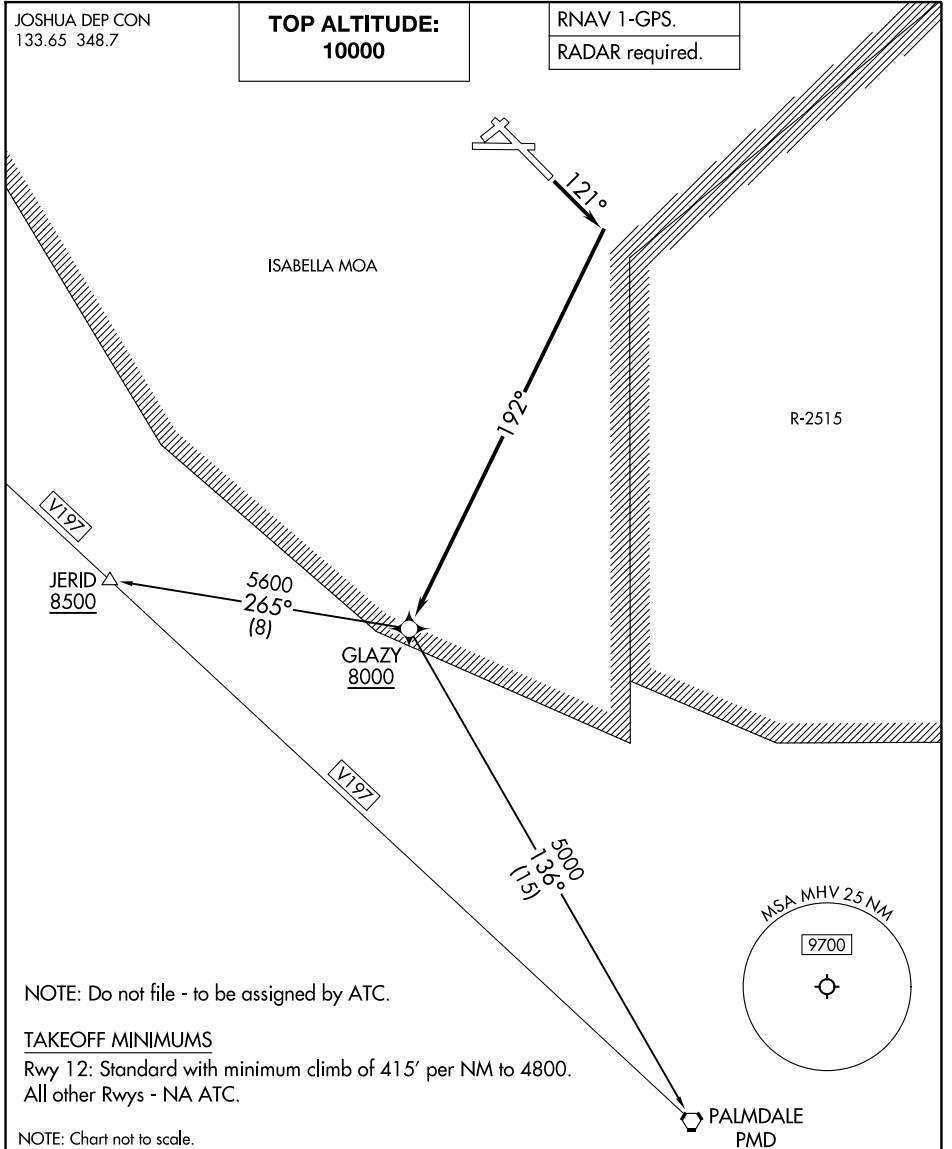 JOSHUA DEP CON
133.65 348.7
TOP ALTITUDE:
10000
RNAV 1-GPS.
RADAR required.
121°
ISABELLA MOA
192°
R-2515
V197
JERID
8500
5600
265°
(8)
GLAZY
8000
V197
5000
136°
(15)
MSA MHV 25 NM
9700
NOTE: Do not file - to be assigned by ATC.
TAKEOFF MINIMUMS
Rwy 12: Standard with minimum climb of 415' per NM to 4800.
All other Rwys - NA ATC.
PALMDALE
PMD
NOTE: Chart not to scale.